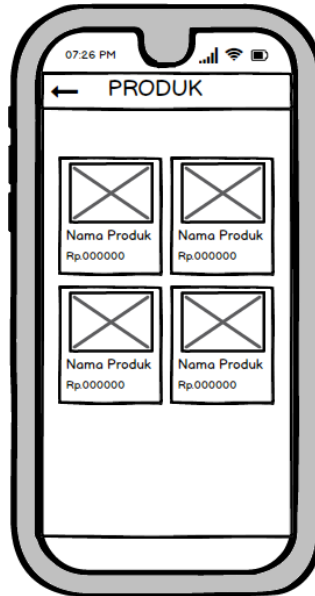 07:26 PM
PRODUK
Nama Produk
Rp.000000
Nama Produk
Rp.000000
Nama Produk
Rp.000000
Nama Produk
Rp.000000